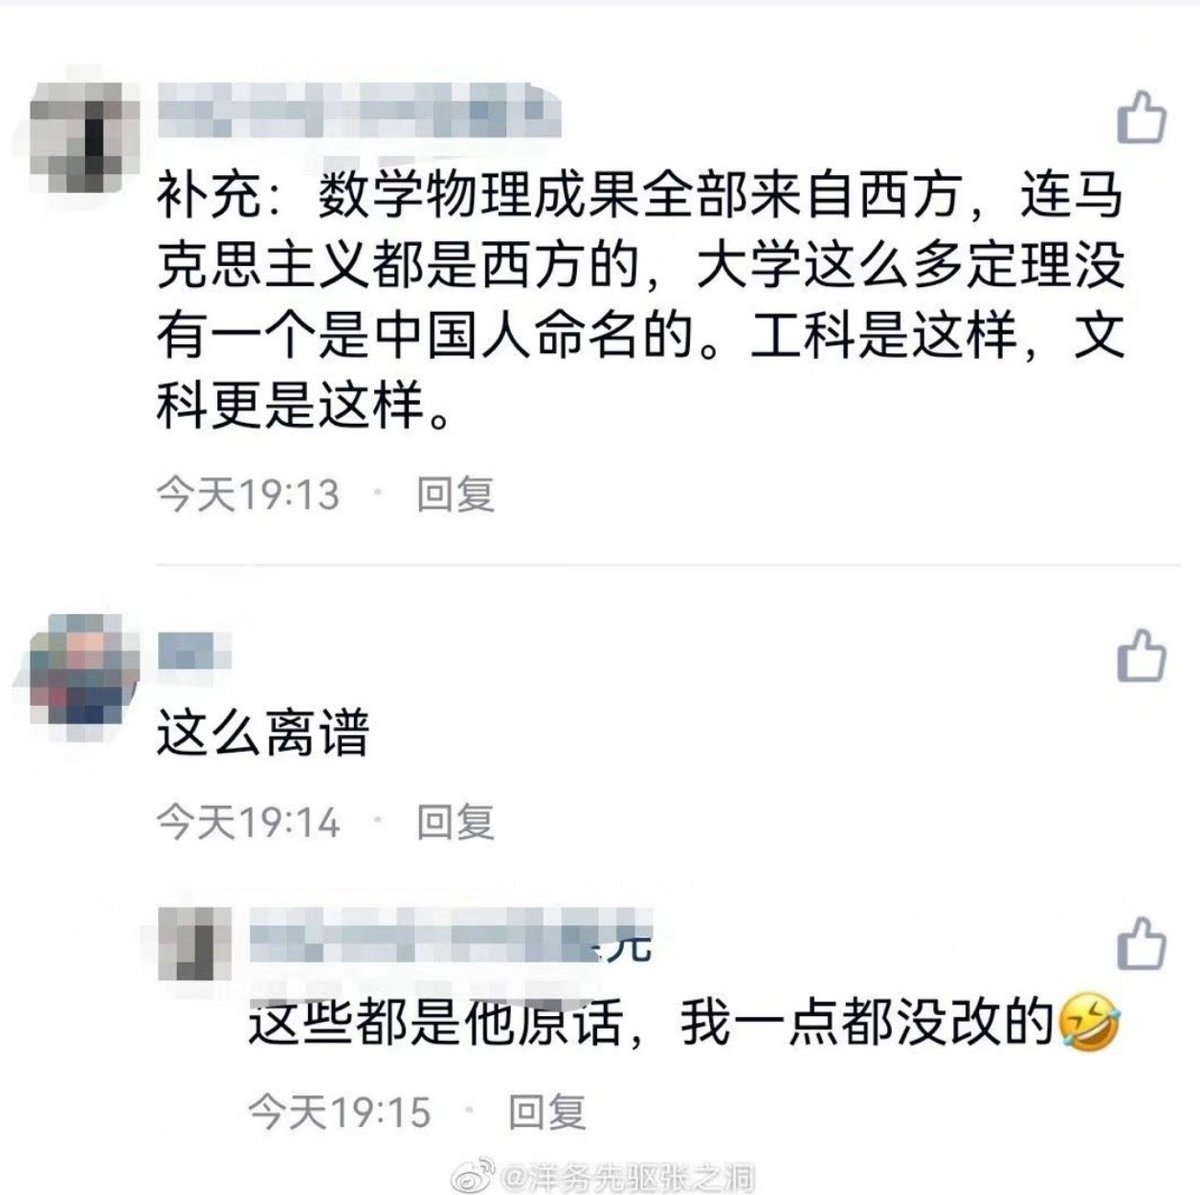 补充：数学物理成果全部来自西方，连马
克思主义都是西方的，大学这么多定理没
有一个是中国人命名的。工科是这样，文
科更是这样。
今天19:13 · 回复
这么离谱
今天19:14 · 回复
这些都是他原话，我一点都没改的🤣
今天19:15 · 回复
@洋务先驱张之洞